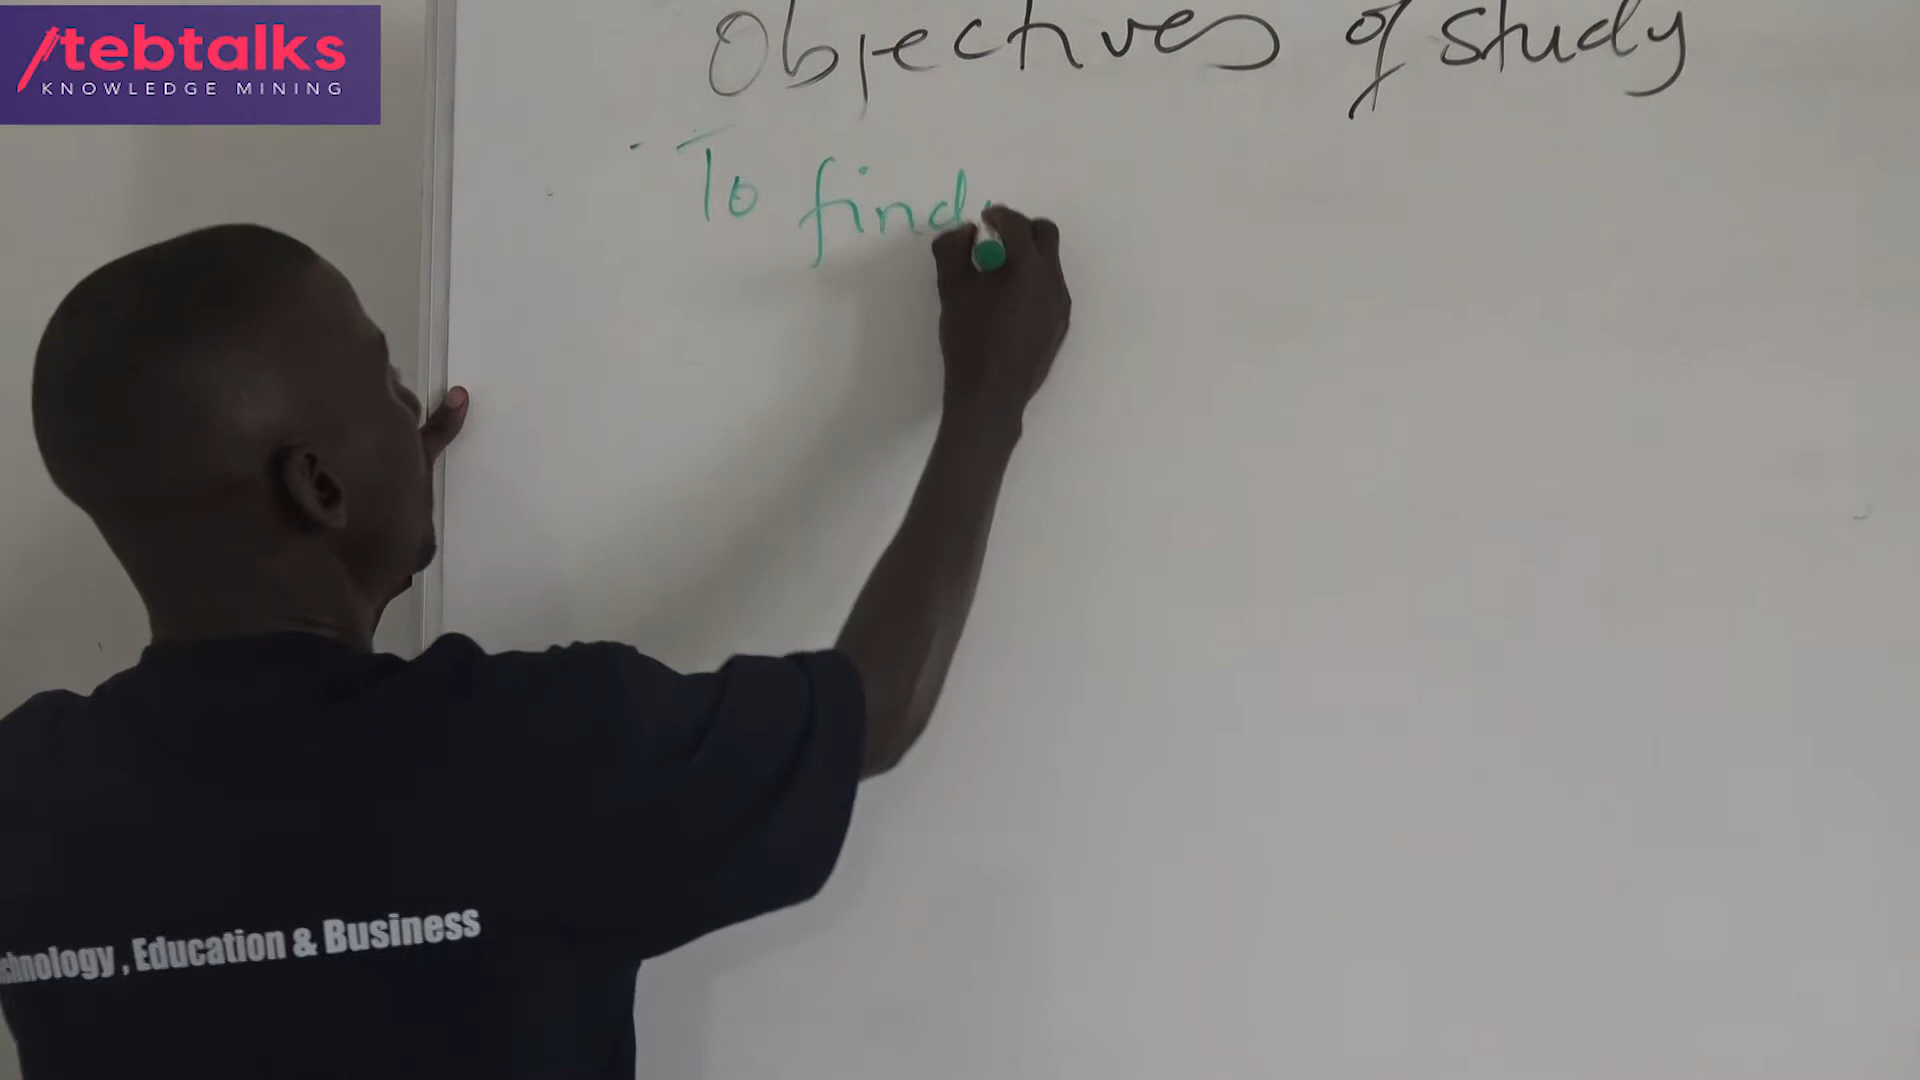 tebtalks
KNOWLEDGE MINING
Objectives of study
To find
chnology , Education & Business